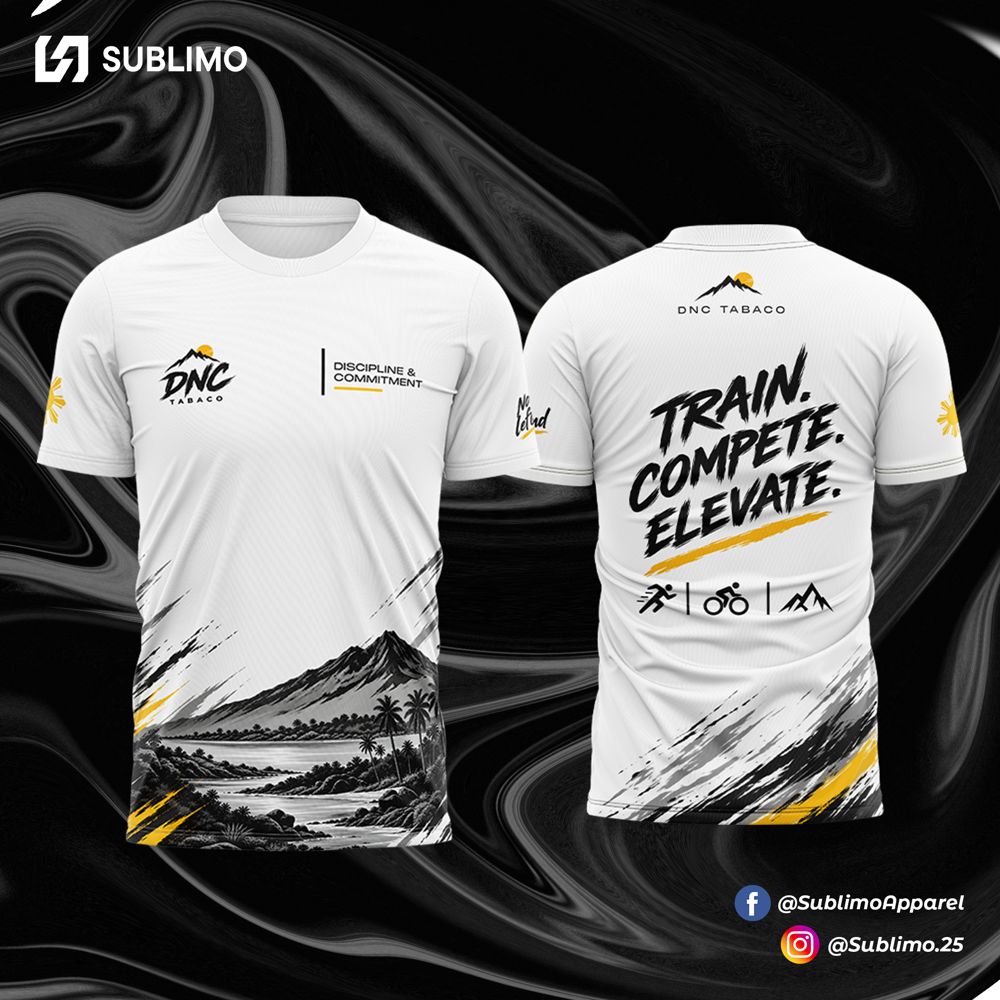 SUBLIMO
DNC
TABACO
DISCIPLINE &
COMMITMENT
DNC TABACO
TRAIN.
COMPETE.
ELEVATE.
@SublimoApparel
@Sublimo.25